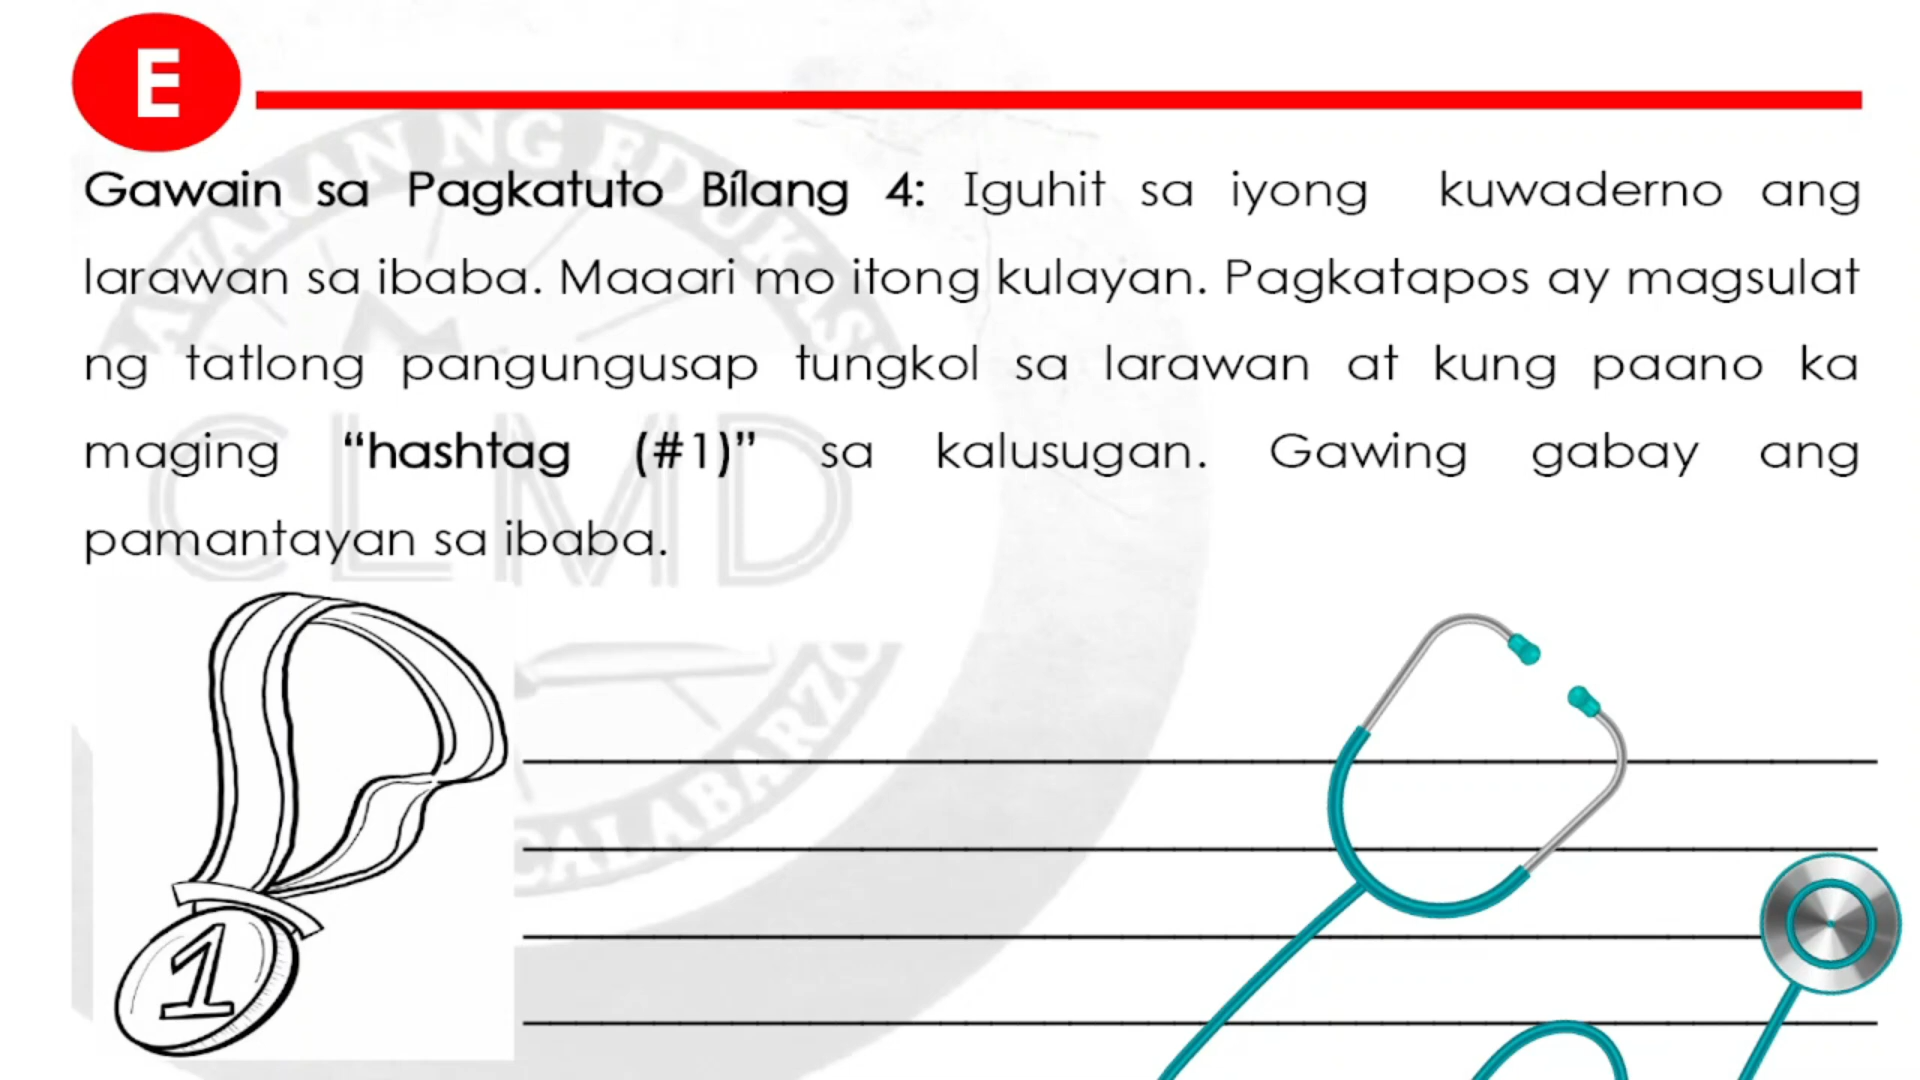 E
Gawain sa Pagkatuto Bílang 4: Iguhit sa iyong kuwaderno ang
larawan sa ibaba. Maaari mo itong kulayan. Pagkatapos ay magsulat
ng tatlong pangungusap tungkol sa larawan at kung paano ka
maging “hashtag (#1)” sa kalusugan. Gawing gabay ang
pamantayan sa ibaba.
1
CLMD
CALABARZO